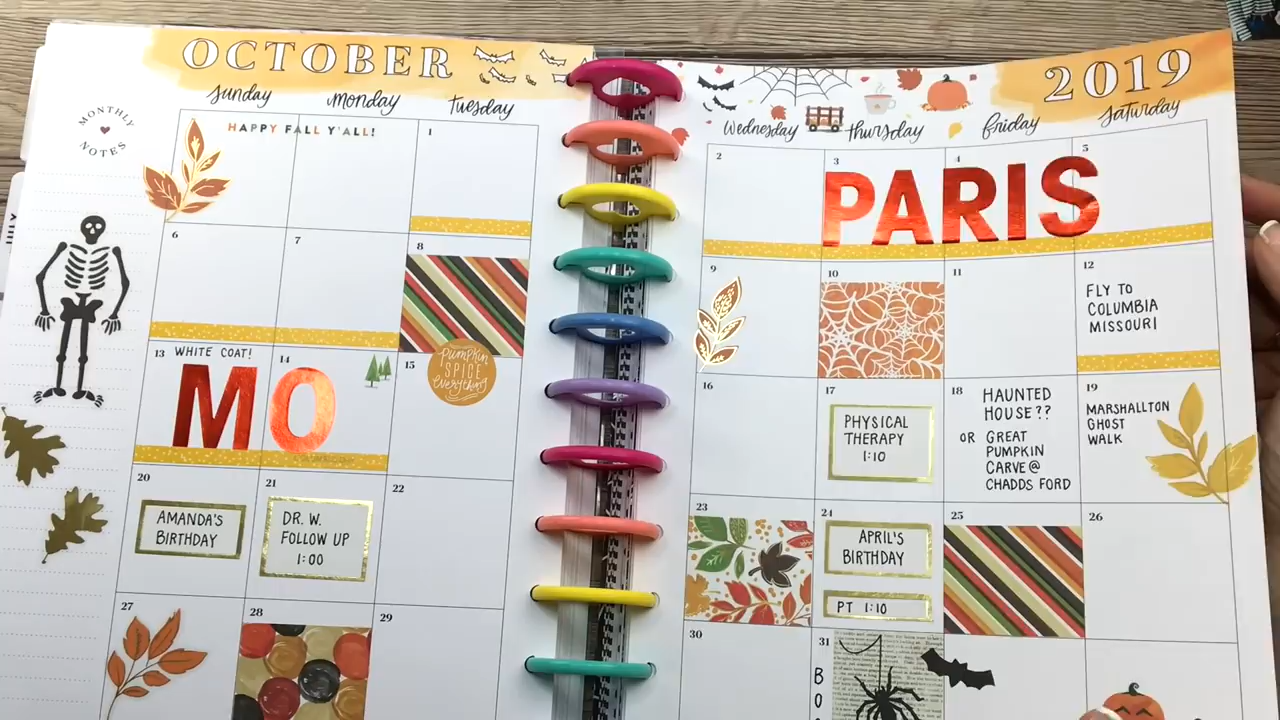 OCTOBER
2019
MONTHLY
NOTES
sunday
monday
tuesday
wednesday
thursday
friday
saturday
HAPPY FALL Y'ALL!
1
2
3
4
5
PARIS
6
7
8
9
10
11
12
FLY TO
COLUMBIA
MISSOURI
pumpkin
SPICE
everything
13
WHITE COAT!
14
MO
15
16
17
PHYSICAL
THERAPY
1:10
18
HAUNTED
HOUSE??
OR GREAT
PUMPKIN
CARVE @
CHADDS FORD
19
MARSHALLTON
GHOST
WALK
20
AMANDA'S
BIRTHDAY
21
DR. W.
FOLLOW UP
1:00
22
23
24
APRIL'S
BIRTHDAY
PT 1:10
25
26
27
28
29
30
31
B
O